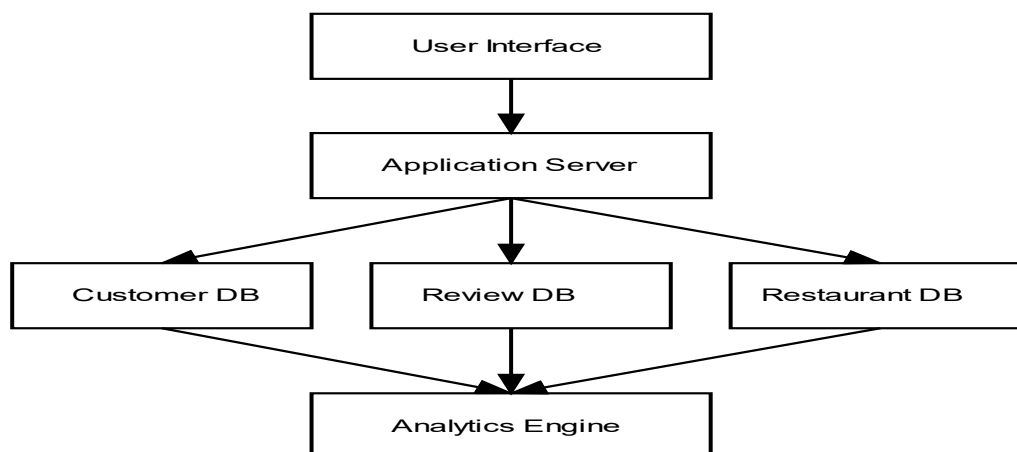 User Interface
Application Server
Customer DB
Review DB
Restaurant DB
Analytics Engine